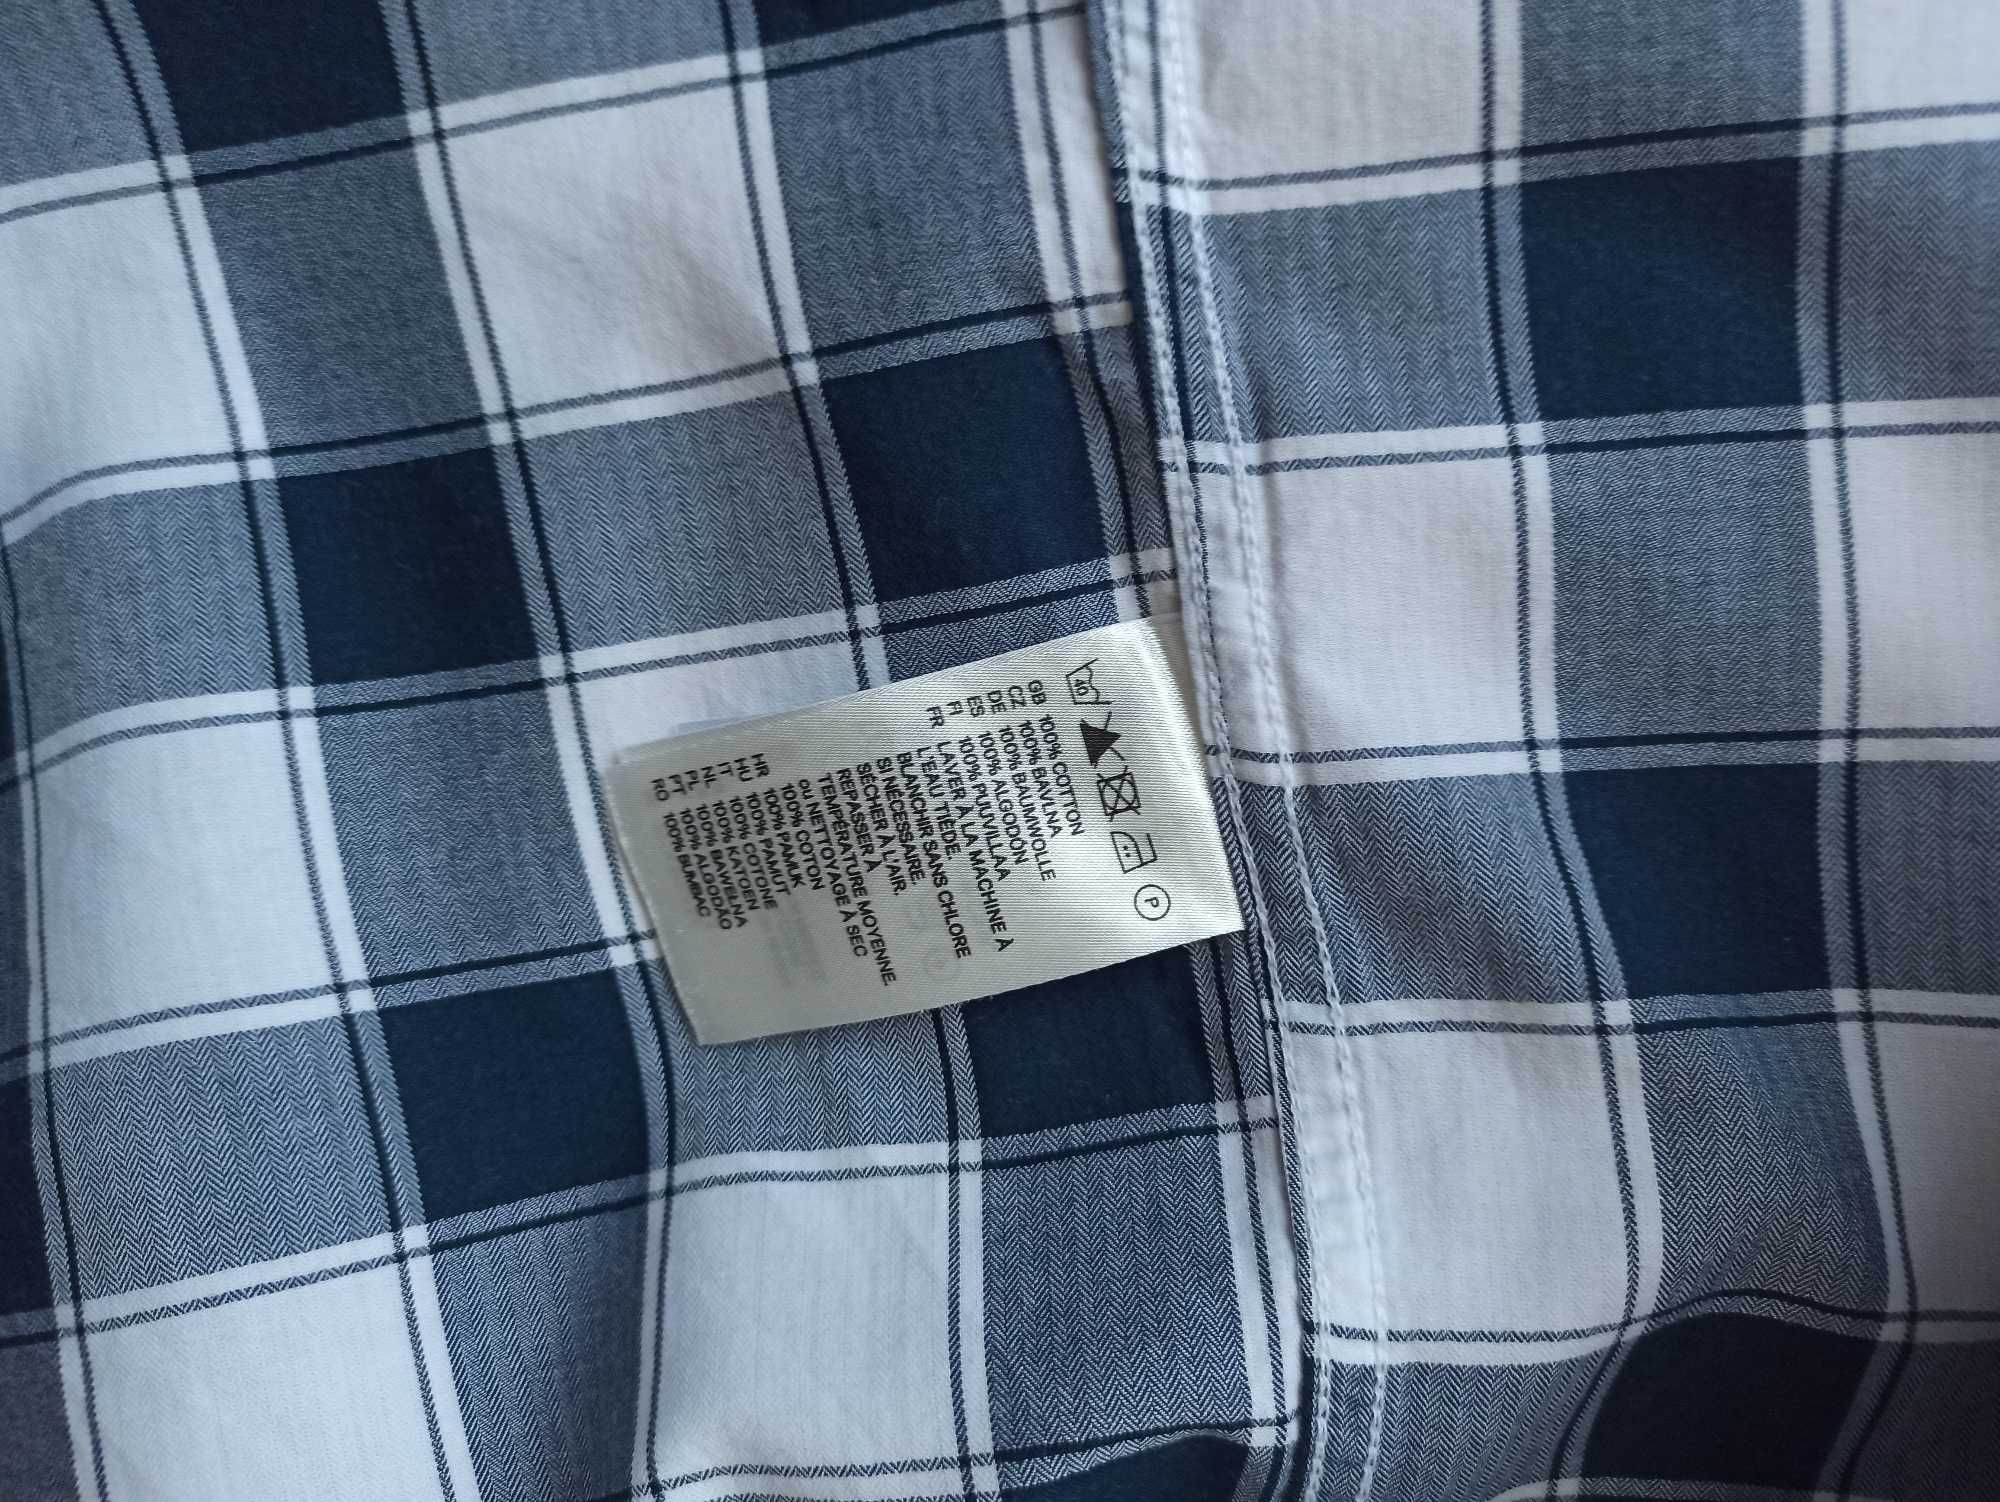 40
P
GB 100% COTTON
CZ 100% BAVLNA
DE 100% BAUMWOLLE
ES 100% ALGODÓN
FI 100% PUUVILLAA
FR LAVER À LA MACHINE À
L'EAU TIÈDE.
BLANCHIR SANS CHLORE
SI NÉCESSAIRE.
SÉCHER À L'AIR.
REPASSER À
TEMPÉRATURE MOYENNE.
OU NETTOYAGE À SEC
100% COTON
HR 100% PAMUK
HU 100% PAMUT
IT 100% COTONE
NL 100% KATOEN
PL 100% BAWEŁNA
PT 100% ALGODÃO
RO 100% BUMBAC